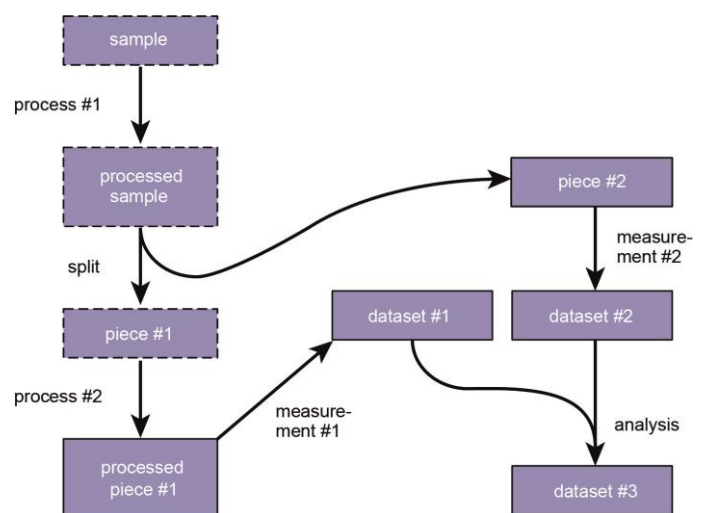 sample
process #1
processed
sample
piece #2
split
measure-
ment #2
piece #1
dataset #1
dataset #2
process #2
measure-
ment #1
analysis
processed
piece #1
dataset #3